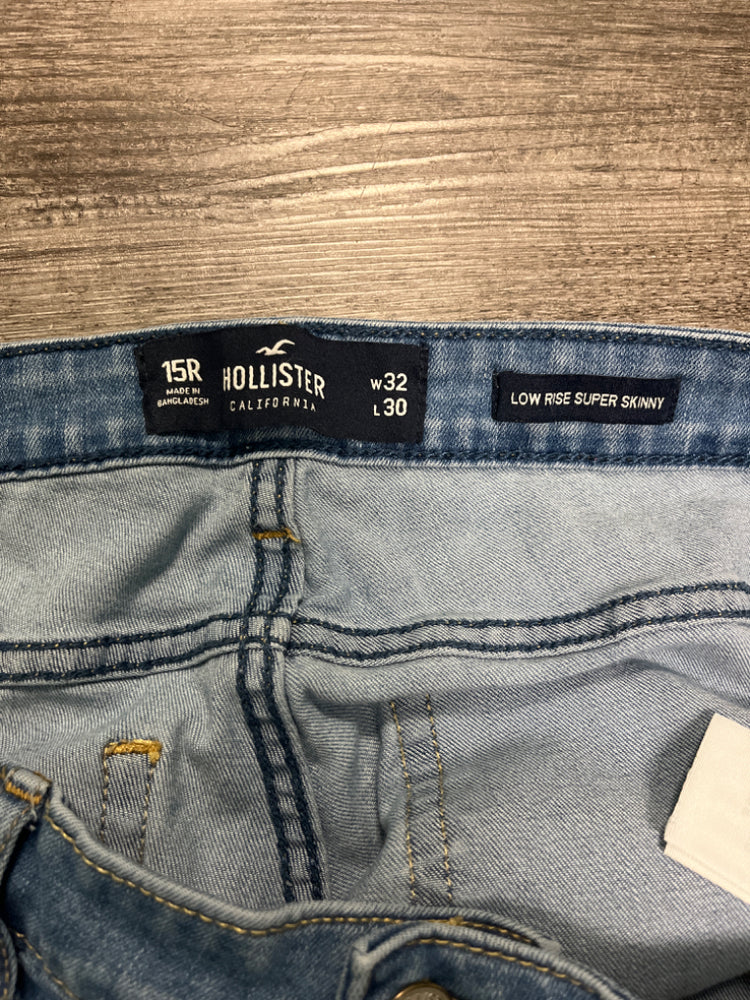 15R
MADE IN
BANGLADESH
HOLLISTER
CALIFORNIA
W32
L30
LOW RISE SUPER SKINNY